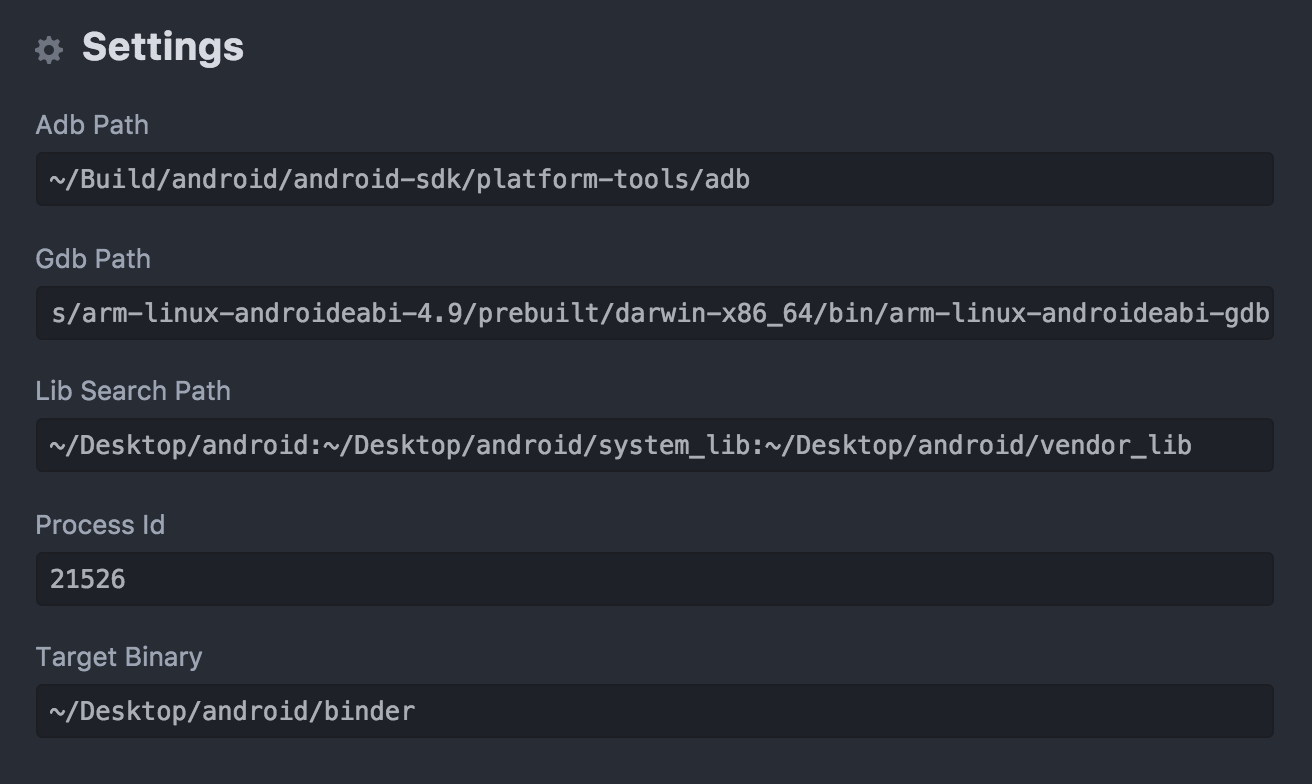 Settings
Adb Path
~/Build/android/android-sdk/platform-tools/adb
Gdb Path
s/arm-linux-androideabi-4.9/prebuilt/darwin-x86_64/bin/arm-linux-androideabi-gdb
Lib Search Path
~/Desktop/android:~/Desktop/android/system_lib:~/Desktop/android/vendor_lib
Process Id
21526
Target Binary
~/Desktop/android/binder